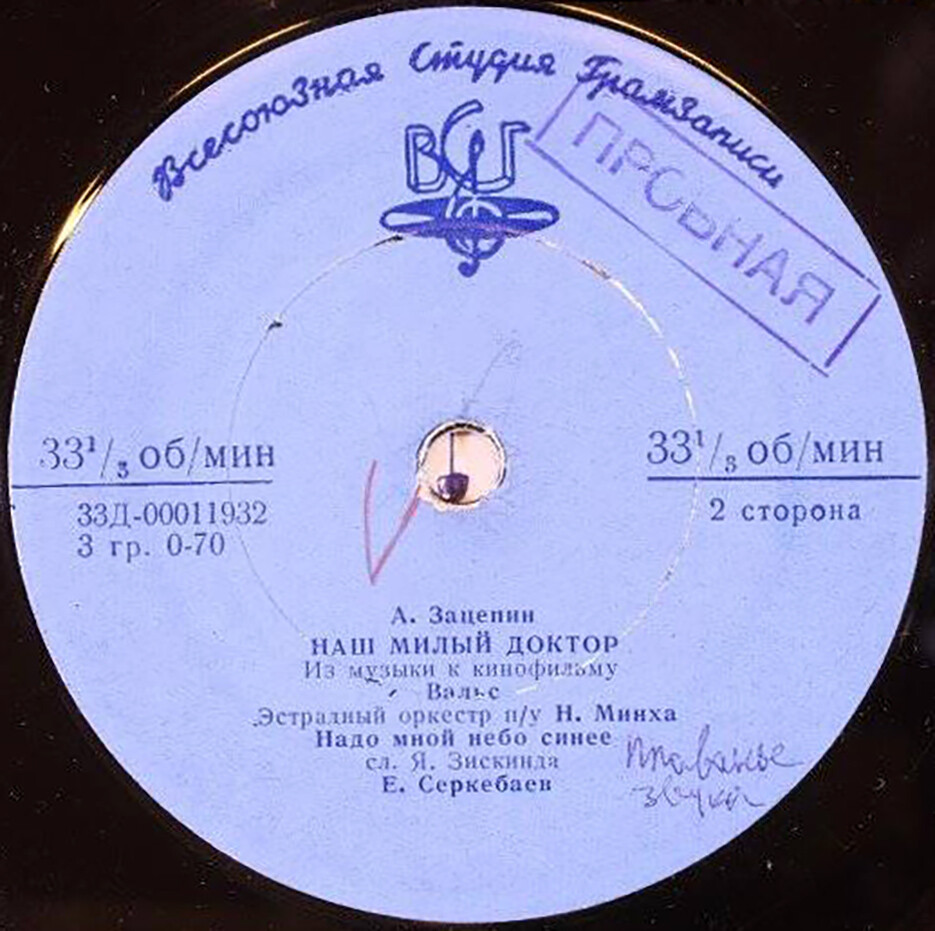 Всесоюзная Студия Грамзаписи
ВСГ
ПРОБНАЯ
33¹/₃ об/мин
33Д-00011932
3 гр. 0-70
33¹/₃ об/мин
2 сторона
А. Зацепин
НАШ МИЛЫЙ ДОКТОР
Из музыки к кинофильму
Вальс
Эстрадный оркестр п/у Н. Минха
Надо мной небо синее
сл. Я. Зискинда
Е. Серкебаев
звука